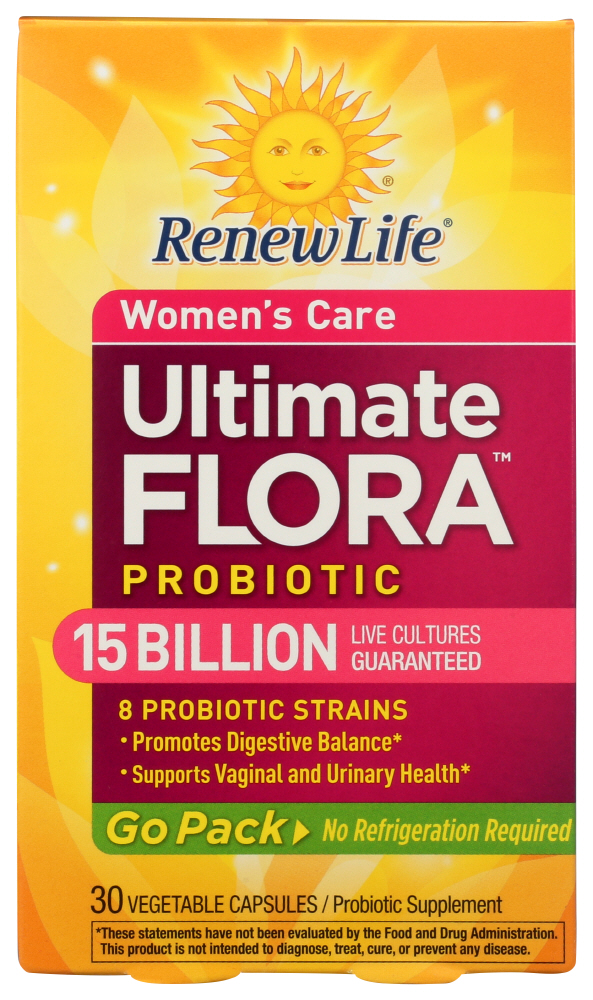 ®
RenewLife®
Women's Care
Ultimate
FLORA™
PROBIOTIC
15 BILLION LIVE CULTURES
GUARANTEED
8 PROBIOTIC STRAINS
• Promotes Digestive Balance*
• Supports Vaginal and Urinary Health*
Go Pack No Refrigeration Required
30 VEGETABLE CAPSULES / Probiotic Supplement
*These statements have not been evaluated by the Food and Drug Administration.
This product is not intended to diagnose, treat, cure, or prevent any disease.